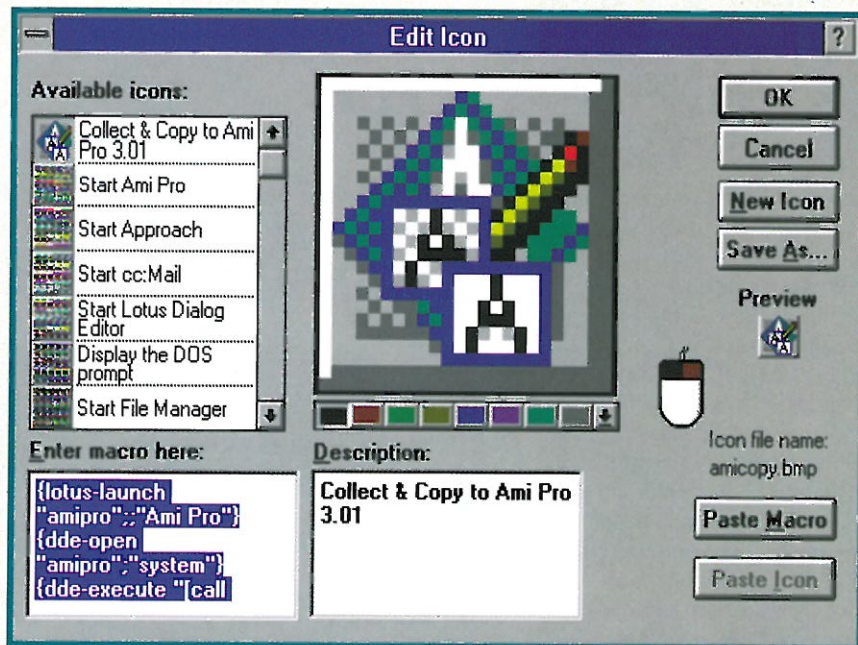 Edit Icon
?
Available icons:
Collect & Copy to Ami
Pro 3.01
Start Ami Pro
Start Approach
Start cc:Mail
Start Lotus Dialog
Editor
Display the DOS
prompt
Start File Manager
OK
Cancel
New Icon
Save As...
Preview
Icon file name:
amicopy.bmp
Enter macro here:
{lotus-launch
"amipro";;"Ami Pro"}
{dde-open
"amipro";"system"}
{dde-execute "[call
Description:
Collect & Copy to Ami Pro
3.01
Paste Macro
Paste Icon